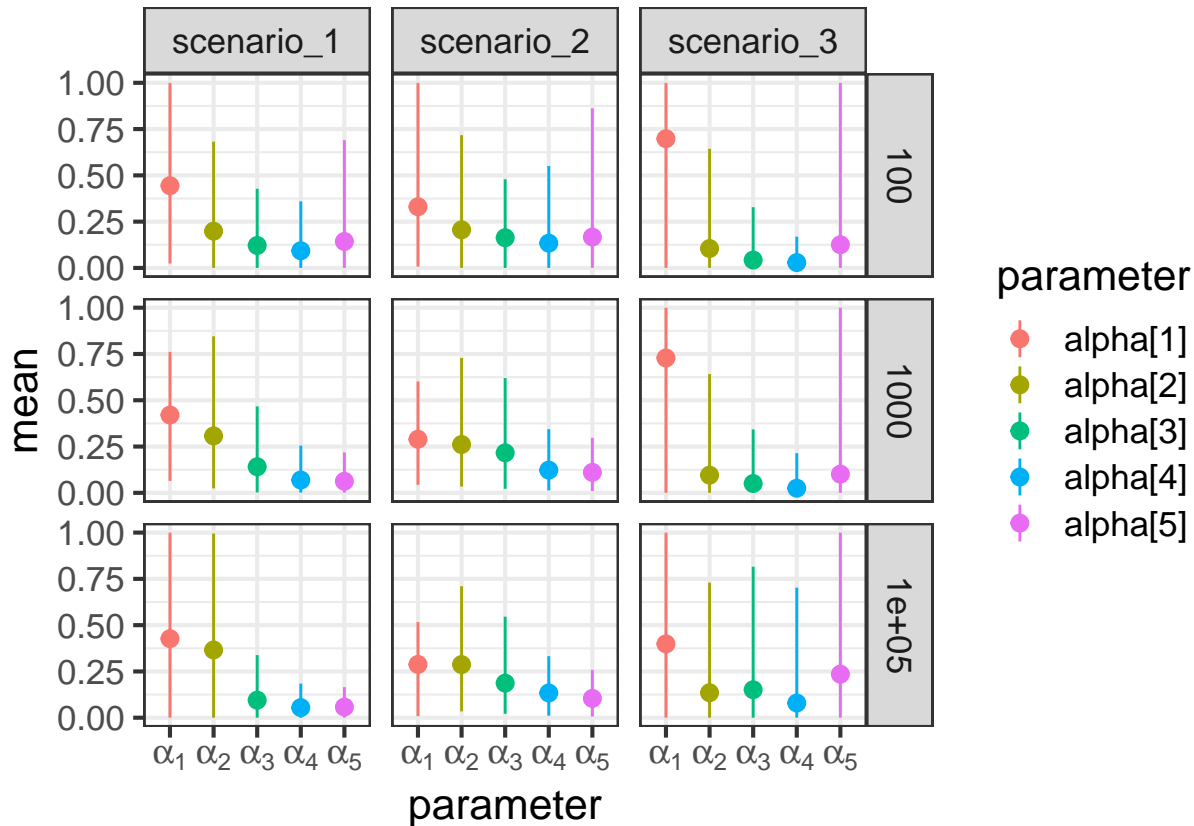 scenario_1 scenario_2 scenario_3
1.00
0.75
0.50
0.25
0.00
100
1.00
0.75
0.50
0.25
0.00
1000
1.00
0.75
0.50
0.25
0.00
1e+05
mean
α₁ α₂ α₃ α₄ α₅ α₁ α₂ α₃ α₄ α₅ α₁ α₂ α₃ α₄ α₅
parameter
parameter
alpha[1]
alpha[2]
alpha[3]
alpha[4]
alpha[5]